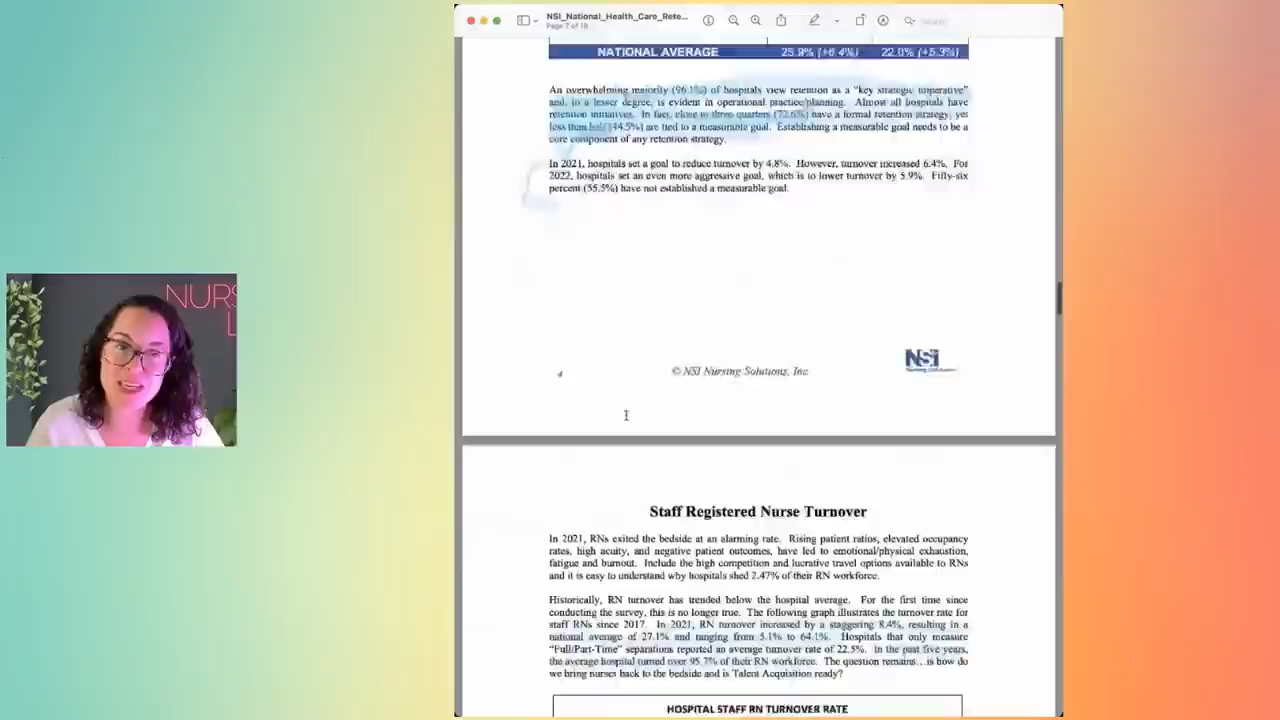 NSI_National_Health_Care_Rete...
Page 7 of 18
Search
NATIONAL AVERAGE 25.9% (+6.4%) 22.0% (+5.3%)
An overwhelming majority (96.1%) of hospitals view retention as a "key strategic imperative"
and, to a lesser degree, is evident in operational practice/planning. Almost all hospitals have
retention initiatives. In fact, close to three quarters (72.6%) have a formal retention strategy, yet
less than half (44.5%) are tied to a measurable goal. Establishing a measurable goal needs to be a
core component of any retention strategy.
In 2021, hospitals set a goal to reduce turnover by 4.8%. However, turnover increased 6.4%. For
2022, hospitals set an even more aggressive goal, which is to lower turnover by 5.9%. Fifty-six
percent (55.5%) have not established a measurable goal.
NURS
L
4
© NSI Nursing Solutions, Inc
NSI
Staff Registered Nurse Turnover
In 2021, RNs exited the bedside at an alarming rate. Rising patient ratios, elevated occupancy
rates, high acuity, and negative patient outcomes, have led to emotional/physical exhaustion,
fatigue and burnout. Include the high competition and lucrative travel options available to RNs
and it is easy to understand why hospitals shed 2.47% of their RN workforce.
Historically, RN turnover has trended below the hospital average. For the first time since
conducting the survey, this is no longer true. The following graph illustrates the turnover rate for
staff RNs since 2017. In 2021, RN turnover increased by a staggering 8.4%, resulting in a
national average of 27.1% and ranging from 5.1% to 64.1%. Hospitals that only measure
"Full/Part-Time" separations reported an average turnover rate of 22.5%. In the past five years,
the average hospital turned over 95.7% of their RN workforce. The question remains…is how do
we bring nurses back to the bedside and is Talent Acquisition ready?
HOSPITAL STAFF RN TURNOVER RATE